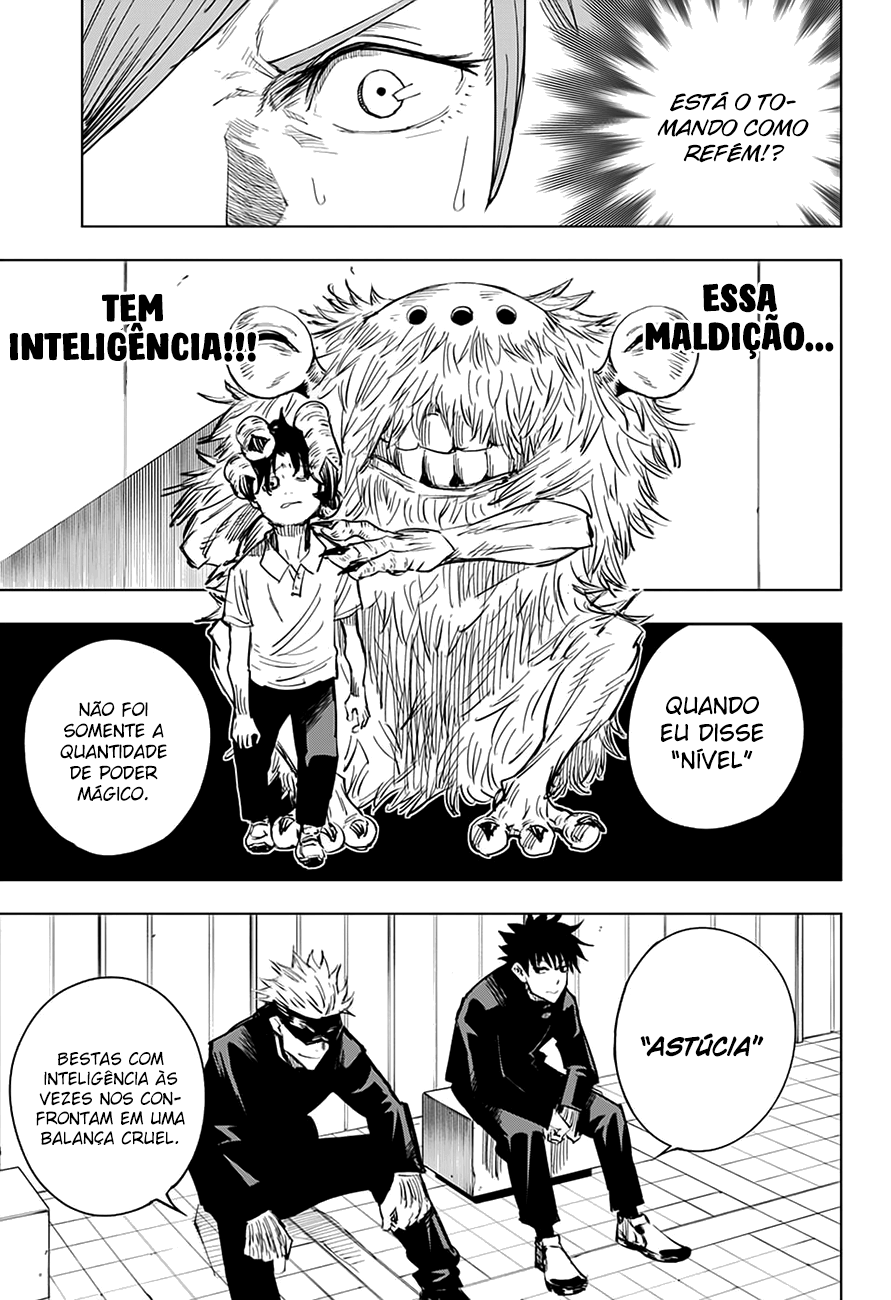 ESTÁ O TO-
MANDO COMO
REFÉM!?
ESSA
MALDIÇÃO...
TEM
INTELIGÊNCIA!!!
QUANDO
EU DISSE
"NÍVEL"
NÃO FOI
SOMENTE A
QUANTIDADE
DE PODER
MÁGICO.
"ASTÚCIA"
BESTAS COM
INTELIGÊNCIA ÀS
VEZES NOS CON-
FRONTAM EM UMA
BALANÇA CRUEL.